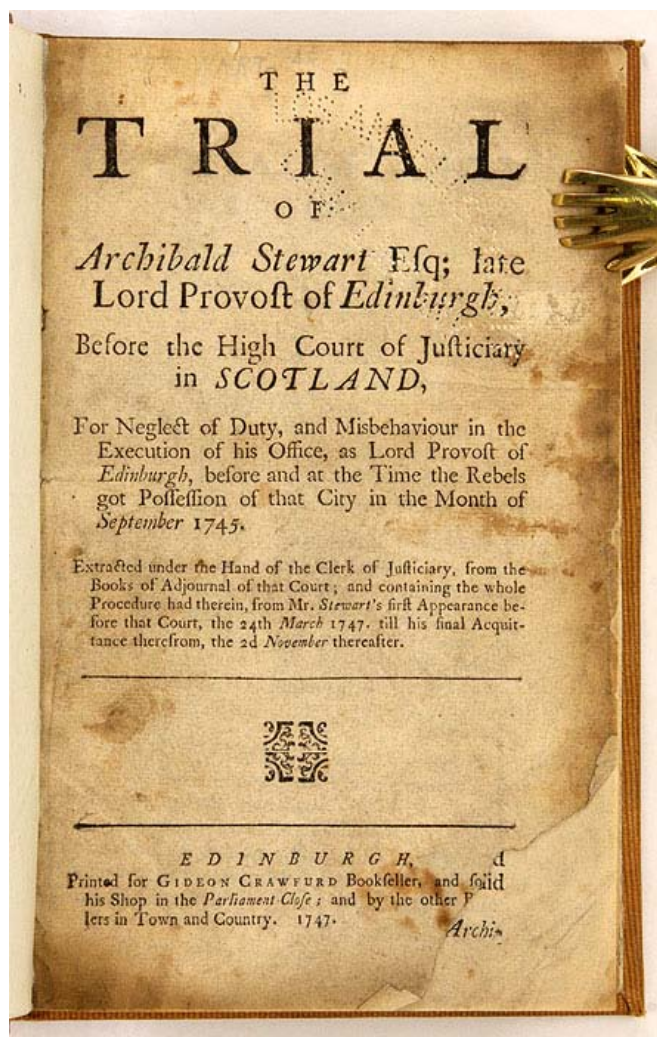 THE
TRIAL
OF
Archibald Stewart Eſq; late
Lord Provoſt of Edinburgh,
Before the High Court of Juſticiary
in SCOTLAND,
For Neglect of Duty, and Misbehaviour in the
Execution of his Office, as Lord Provoſt of
Edinburgh, before and at the Time the Rebels
got Poſſeſſion of that City in the Month of
September 1745.
Extracted under the Hand of the Clerk of Juſticiary, from the
Books of Adjournal of that Court; and containing the whole
Procedure had therein, from Mr. Stewart's firſt Appearance be-
fore that Court, the 24th March 1747. till his final Acquit-
tance therefrom, the 2d November thereafter.
EDINBURGH, d
Printed for GIDEON CRAWFURD Bookſeller, and ſold
his Shop in the Parliament Cloſe; and by the other
lers in Town and Country. 1747.
Archi